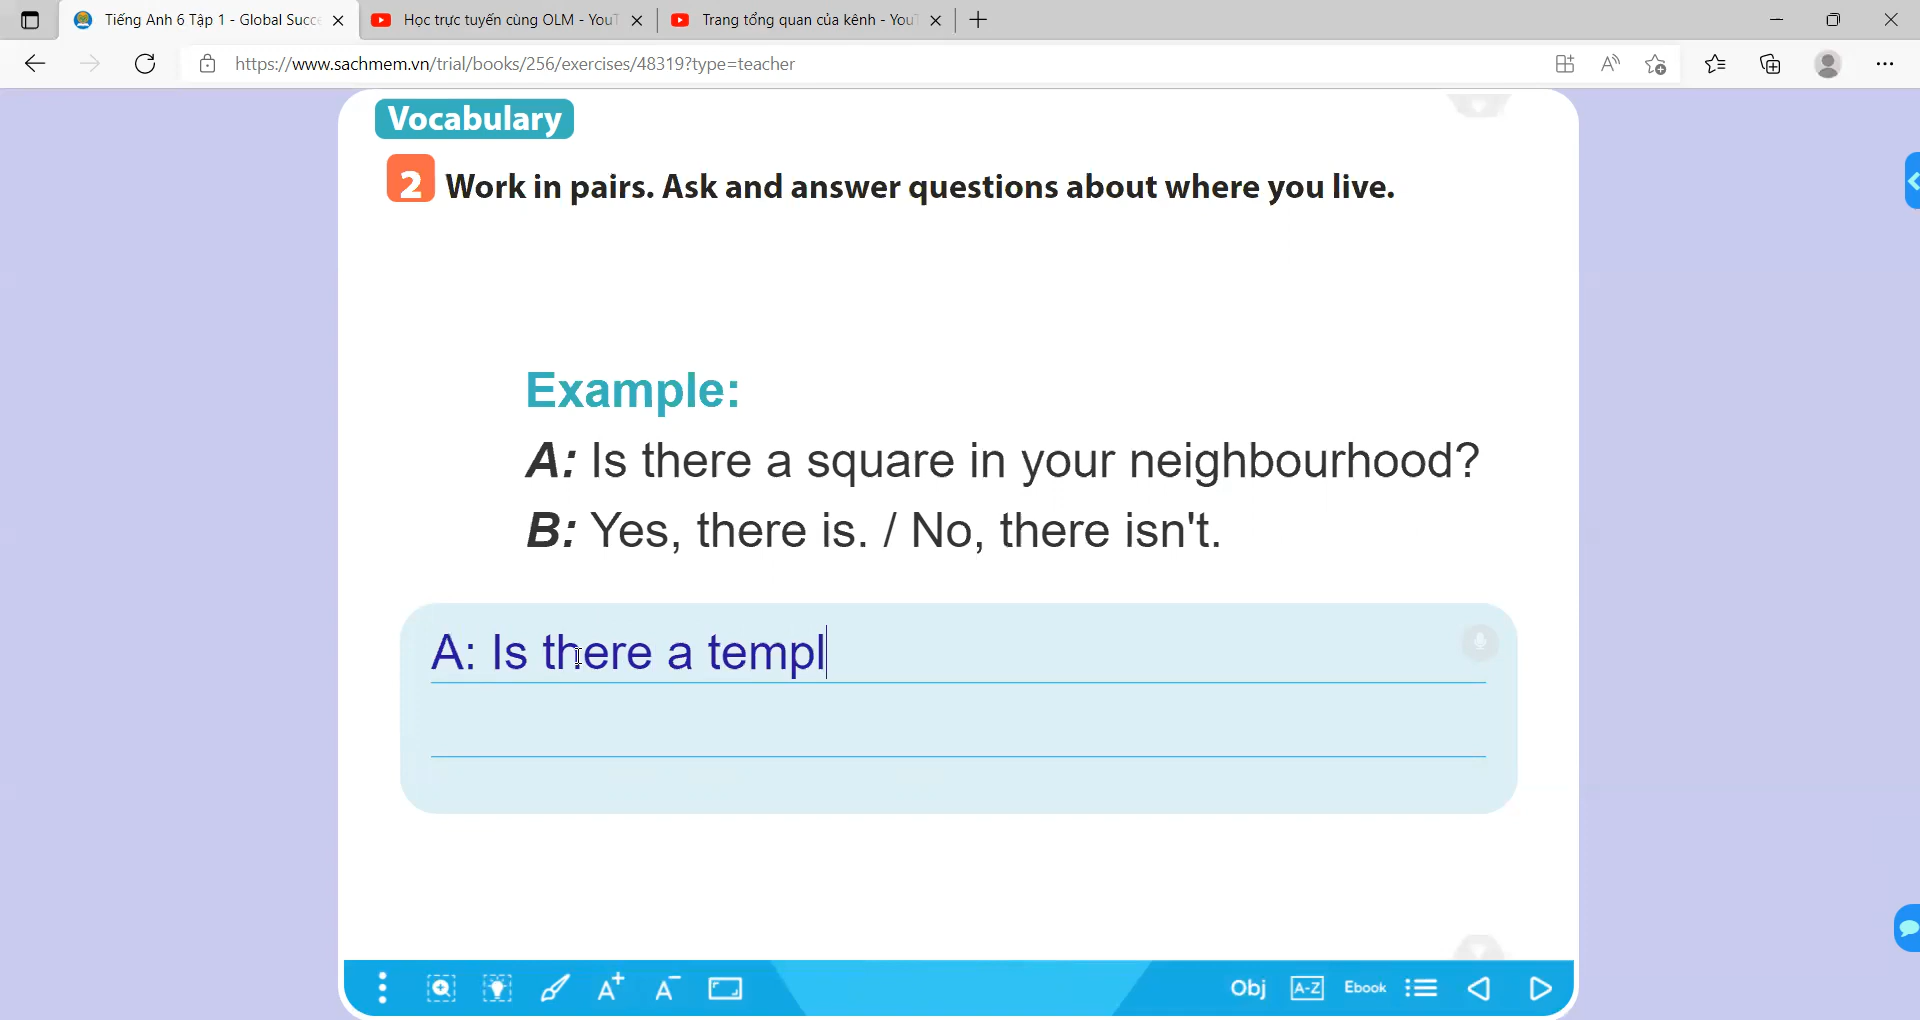 Tiếng Anh 6 Tập 1 - Global Succe
Học trực tuyến cùng OLM - YouT
Trang tổng quan của kênh - YouT
https://www.sachmem.vn/trial/books/256/exercises/48319?type=teacher
Vocabulary
2 Work in pairs. Ask and answer questions about where you live.
Example:
A: Is there a square in your neighbourhood?
B: Yes, there is. / No, there isn't.
A: Is there a templ
A+ A- Obj A-Z Ebook